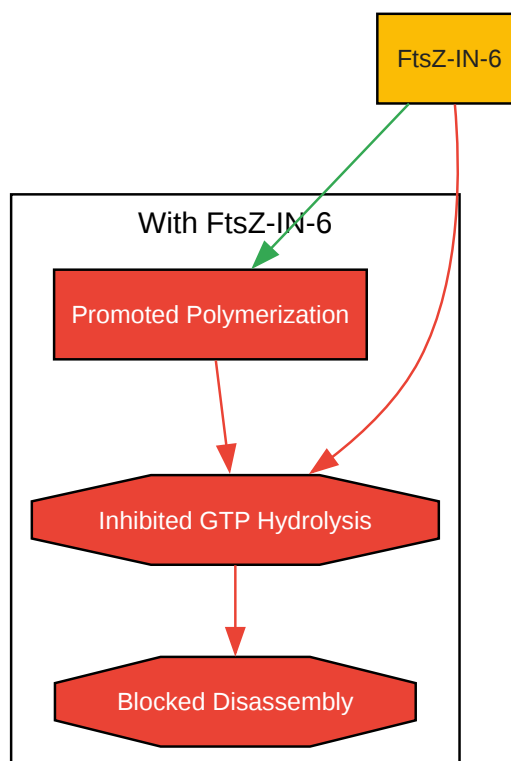 FtsZ-IN-6
With FtsZ-IN-6
Promoted Polymerization
Inhibited GTP Hydrolysis
Blocked Disassembly